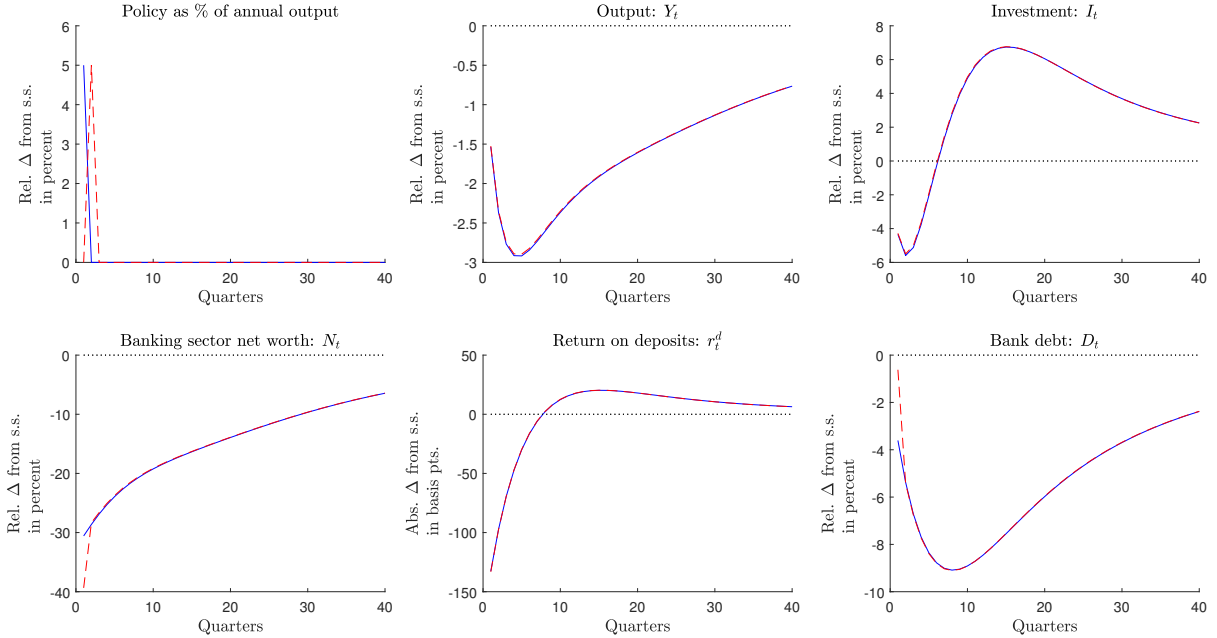 Policy as % of annual output
Rel. Δ from s.s.
in percent
6
5
4
3
2
1
0
0 10 20 30 40
Quarters
Output: Y_t
Rel. Δ from s.s.
in percent
0
-0.5
-1
-1.5
-2
-2.5
-3
0 10 20 30 40
Quarters
Investment: I_t
Rel. Δ from s.s.
in percent
8
6
4
2
0
-2
-4
-6
0 10 20 30 40
Quarters
Banking sector net worth: N_t
Rel. Δ from s.s.
in percent
0
-10
-20
-30
-40
0 10 20 30 40
Quarters
Return on deposits: r_t^d
Abs. Δ from s.s.
in basis pts.
50
0
-50
-100
-150
0 10 20 30 40
Quarters
Bank debt: D_t
Rel. Δ from s.s.
in percent
0
-2
-4
-6
-8
-10
0 10 20 30 40
Quarters